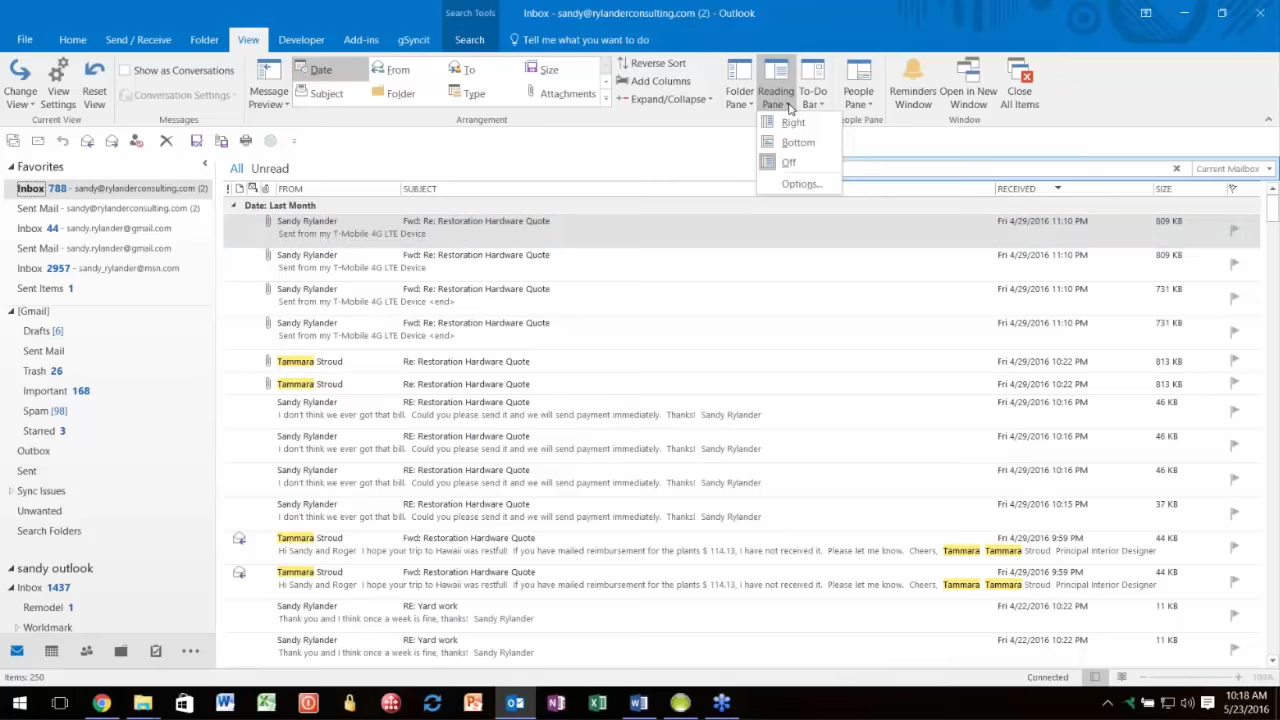 Search Tools
Inbox - sandy@rylanderconsulting.com (2) - Outlook
File Home Send / Receive Folder View Developer Add-ins gSyncit Search Tell me what you want to do
Change View View Settings Reset View
Current View
Show as Conversations
Conversation Settings
Messages
Message Preview
Date From To Size
Subject Folder Type Attachments
Arrangement
Reverse Sort
Add Columns
Expand/Collapse
Folder Pane Reading Pane To-Do Bar
People Pane
eople Pane
Reminders Window Open in New Window Close All Items
Window
Right
Bottom
Off
Options...
Favorites
Inbox 788 - sandy@rylanderconsulting.com (2)
Sent Mail - sandy@rylanderconsulting.com (2)
Inbox 44 - sandy.rylander@gmail.com
Sent Mail - sandy.rylander@gmail.com
Inbox 2957 - sandy_rylander@msn.com
Sent Items 1
[Gmail]
Drafts [6]
Sent Mail
Trash 26
Important 168
Spam [98]
Starred 3
Outbox
Sent
Sync Issues
Unwanted
Search Folders
sandy outlook
Inbox 1437
Remodel 1
Worldmark
All Unread
Current Mailbox
FROM SUBJECT RECEIVED SIZE
Date: Last Month
Sandy Rylander Fwd: Re: Restoration Hardware Quote Fri 4/29/2016 11:10 PM 809 KB
Sent from my T-Mobile 4G LTE Device
Sandy Rylander Fwd: Re: Restoration Hardware Quote Fri 4/29/2016 11:10 PM 809 KB
Sent from my T-Mobile 4G LTE Device
Sandy Rylander Fwd: Re: Restoration Hardware Quote Fri 4/29/2016 11:10 PM 731 KB
Sent from my T-Mobile 4G LTE Device <end>
Sandy Rylander Fwd: Re: Restoration Hardware Quote Fri 4/29/2016 11:10 PM 731 KB
Sent from my T-Mobile 4G LTE Device <end>
Tammara Stroud Re: Restoration Hardware Quote Fri 4/29/2016 10:22 PM 813 KB
Tammara Stroud Re: Restoration Hardware Quote Fri 4/29/2016 10:22 PM 813 KB
Sandy Rylander RE: Restoration Hardware Quote Fri 4/29/2016 10:16 PM 46 KB
I don't think we ever got that bill. Could you please send it and we will send payment immediately. Thanks! Sandy Rylander
Sandy Rylander RE: Restoration Hardware Quote Fri 4/29/2016 10:16 PM 46 KB
I don't think we ever got that bill. Could you please send it and we will send payment immediately. Thanks! Sandy Rylander
Sandy Rylander RE: Restoration Hardware Quote Fri 4/29/2016 10:16 PM 46 KB
I don't think we ever got that bill. Could you please send it and we will send payment immediately. Thanks! Sandy Rylander
Sandy Rylander RE: Restoration Hardware Quote Fri 4/29/2016 10:15 PM 37 KB
I don't think we ever got that bill. Could you please send it and we will send payment immediately. Thanks! Sandy Rylander
Tammara Stroud Fwd: Restoration Hardware Quote Fri 4/29/2016 9:59 PM 44 KB
Hi Sandy and Roger I hope your trip to Hawaii was restful! If you have mailed reimbursement for the plants $ 114.13, I have not received it. Please let me know. Cheers, Tammara Tammara Stroud Principal Interior Designer
Tammara Stroud Fwd: Restoration Hardware Quote Fri 4/29/2016 9:59 PM 44 KB
Hi Sandy and Roger I hope your trip to Hawaii was restful! If you have mailed reimbursement for the plants $ 114.13, I have not received it. Please let me know. Cheers, Tammara Tammara Stroud Principal Interior Designer
Sandy Rylander RE: Yard work Fri 4/22/2016 10:22 PM 11 KB
Thank you and I think once a week is fine, thanks! Sandy Rylander
Sandy Rylander RE: Yard work Fri 4/22/2016 10:22 PM 11 KB
Thank you and I think once a week is fine, thanks! Sandy Rylander
Items: 250
Connected
100%
10:18 AM
5/23/2016